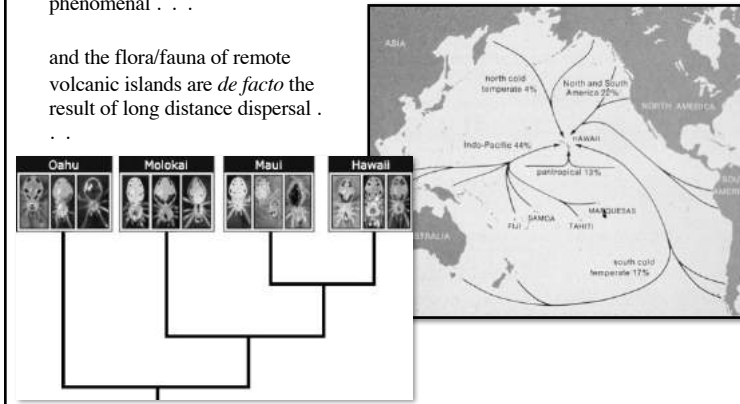 phenomenal . . .
and the flora/fauna of remote
volcanic islands are de facto the
result of long distance dispersal .
. .
Oahu Molokai Maui Hawaii
ASIA
north cold
temperate 4%
North and South
America 22%
NORTH AMERICA
HAWAII
Indo-Pacific 44%
pantropical 13%
MARQUESAS
SAMOA
FIJI
TAHITI
SOUTH
AMERICA
AUSTRALIA
south cold
temperate 17%